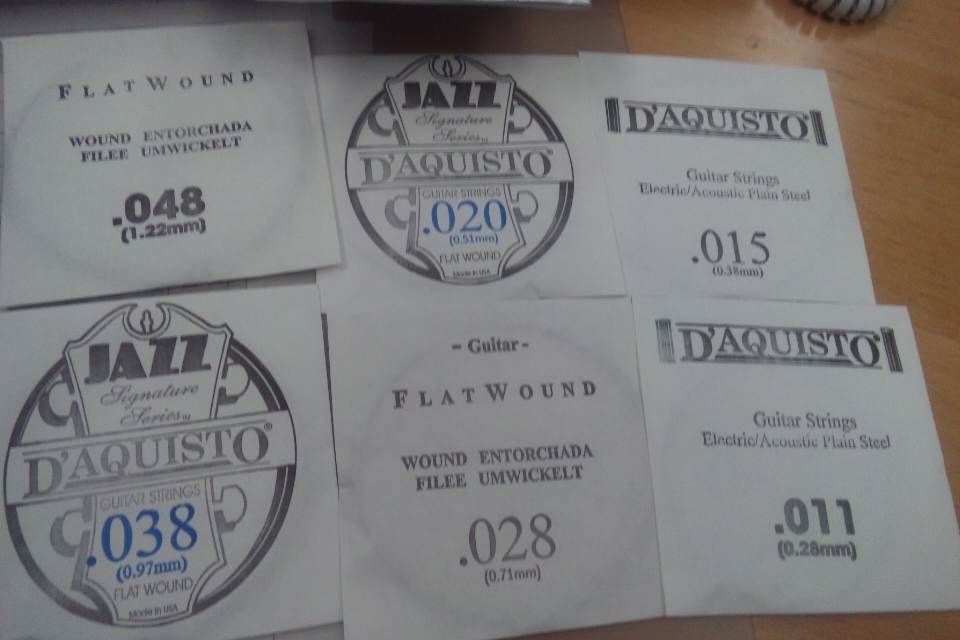 FLAT WOUND
WOUND ENTORCHADA
FILEE UMWICKELT
.048
(1.22mm)
JAZZ
Signature
Series TM
D'AQUISTO®
GUITAR STRINGS
.020
(0.51mm)
FLAT WOUND
Made in USA
D'AQUISTO®
Guitar Strings
Electric/Acoustic Plain Steel
.015
(0.38mm)
JAZZ
Signature
Series TM
D'AQUISTO®
GUITAR STRINGS
.038
(0.97mm)
FLAT WOUND
Made in USA
- Guitar -
FLAT WOUND
WOUND ENTORCHADA
FILEE UMWICKELT
.028
(0.71mm)
D'AQUISTO®
Guitar Strings
Electric/Acoustic Plain Steel
.011
(0.28mm)